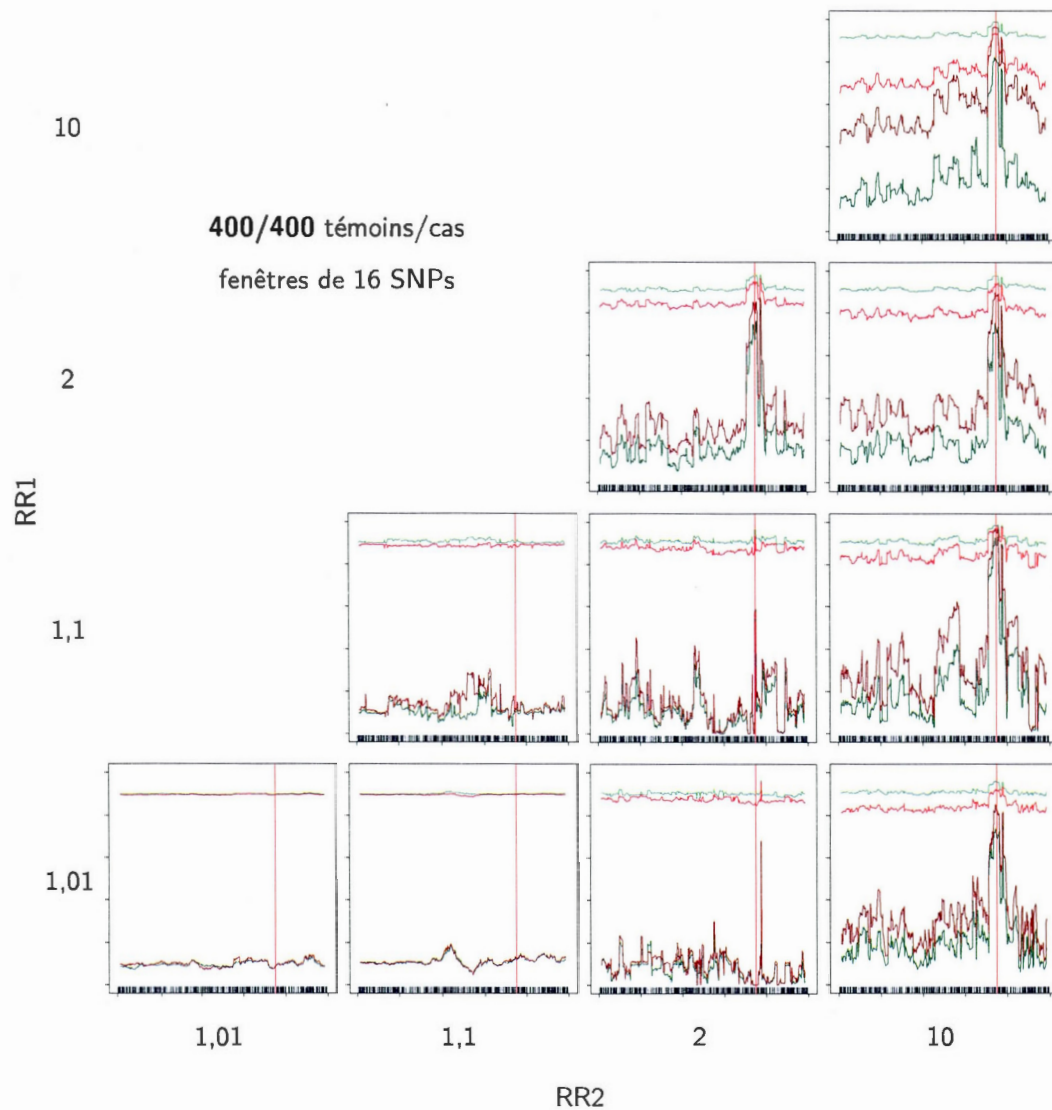 10
400/400 témoins/cas
fenêtres de 16 SNPs
2
RR1
1,1
1,01
1,01
1,1
2
10
RR2